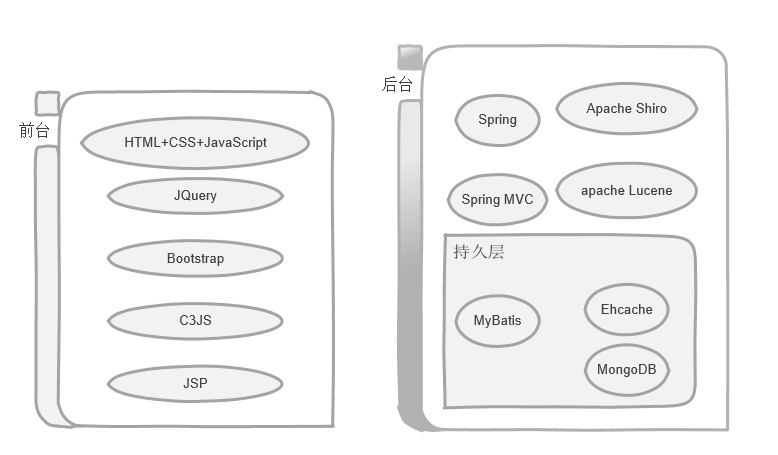 前台
HTML+CSS+JavaScript
JQuery
Bootstrap
C3JS
JSP
后台
Spring
Apache Shiro
Spring MVC
apache Lucene
持久层
MyBatis
Ehcache
MongoDB